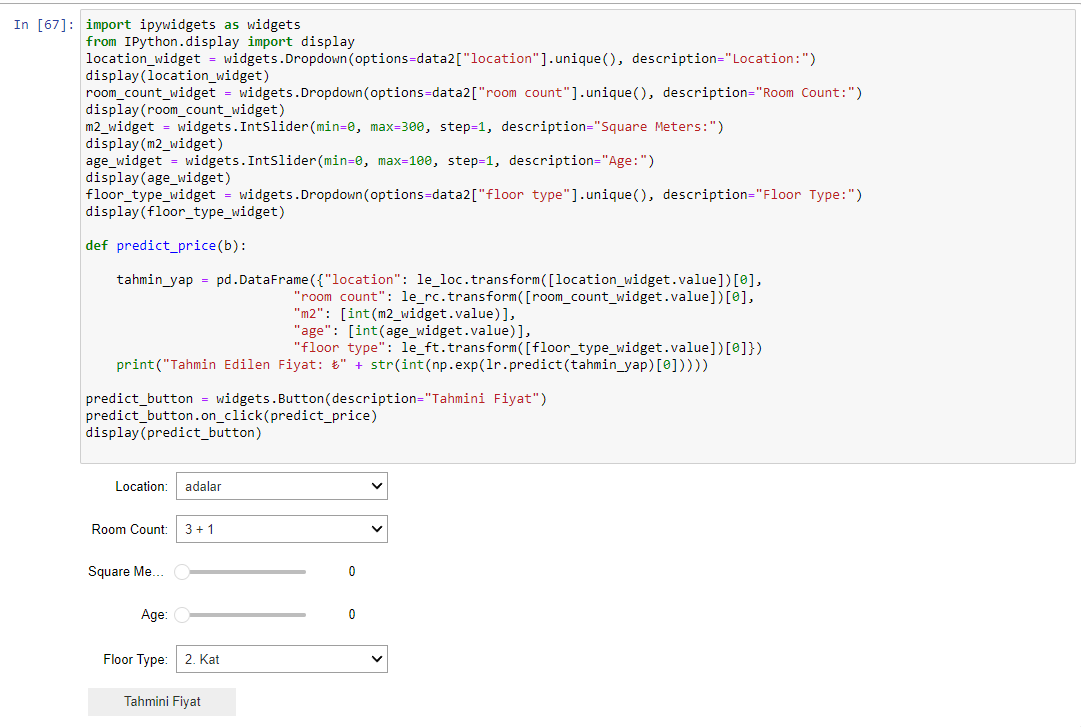 In [67]: import ipywidgets as widgets
from IPython.display import display
location_widget = widgets.Dropdown(options=data2["location"].unique(), description="Location:")
display(location_widget)
room_count_widget = widgets.Dropdown(options=data2["room count"].unique(), description="Room Count:")
display(room_count_widget)
m2_widget = widgets.IntSlider(min=0, max=300, step=1, description="Square Meters:")
display(m2_widget)
age_widget = widgets.IntSlider(min=0, max=100, step=1, description="Age:")
display(age_widget)
floor_type_widget = widgets.Dropdown(options=data2["floor type"].unique(), description="Floor Type:")
display(floor_type_widget)

def predict_price(b):

    tahmin_yap = pd.DataFrame({"location": le_loc.transform([location_widget.value])[0],
                           "room count": le_rc.transform([room_count_widget.value])[0],
                           "m2": [int(m2_widget.value)],
                           "age": [int(age_widget.value)],
                           "floor type": le_ft.transform([floor_type_widget.value])[0]})
    print("Tahmin Edilen Fiyat: ₺" + str(int(np.exp(lr.predict(tahmin_yap)[0]))))

predict_button = widgets.Button(description="Tahmini Fiyat")
predict_button.on_click(predict_price)
display(predict_button)
Location: adalar
Room Count: 3 + 1
Square Me... 0
Age: 0
Floor Type: 2. Kat
Tahmini Fiyat